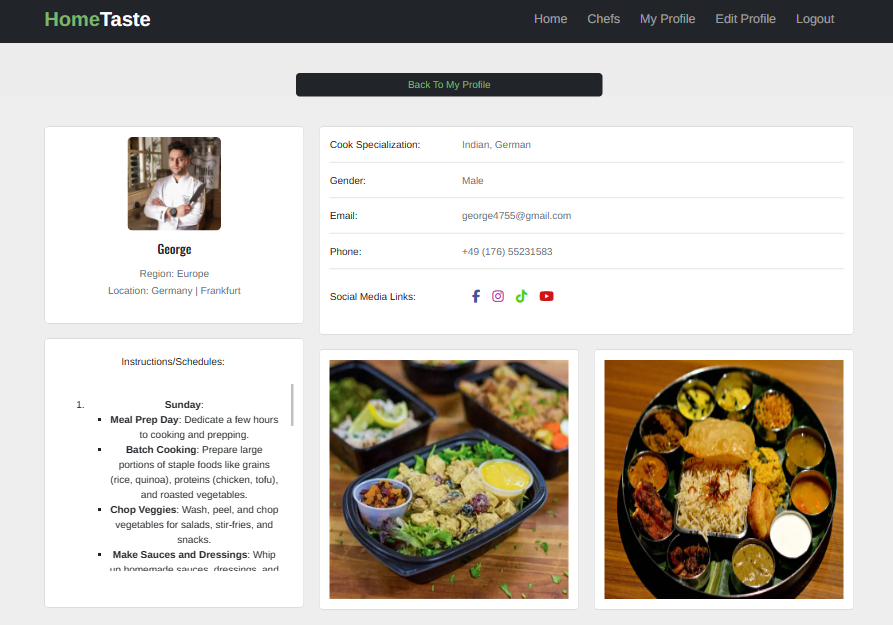 HomeTaste
Home Chefs My Profile Edit Profile Logout
Back To My Profile
George
Region: Europe
Location: Germany | Frankfurt
Cook Specialization: Indian, German
Gender: Male
Email: george4755@gmail.com
Phone: +49 (176) 55231583
Social Media Links:
Instructions/Schedules:
1. Sunday:
▪ Meal Prep Day: Dedicate a few hours
to cooking and prepping.
▪ Batch Cooking: Prepare large
portions of staple foods like grains
(rice, quinoa), proteins (chicken, tofu),
and roasted vegetables.
▪ Chop Veggies: Wash, peel, and chop
vegetables for salads, stir-fries, and
snacks.
▪ Make Sauces and Dressings: Whip
up homemade sauces, dressings, and